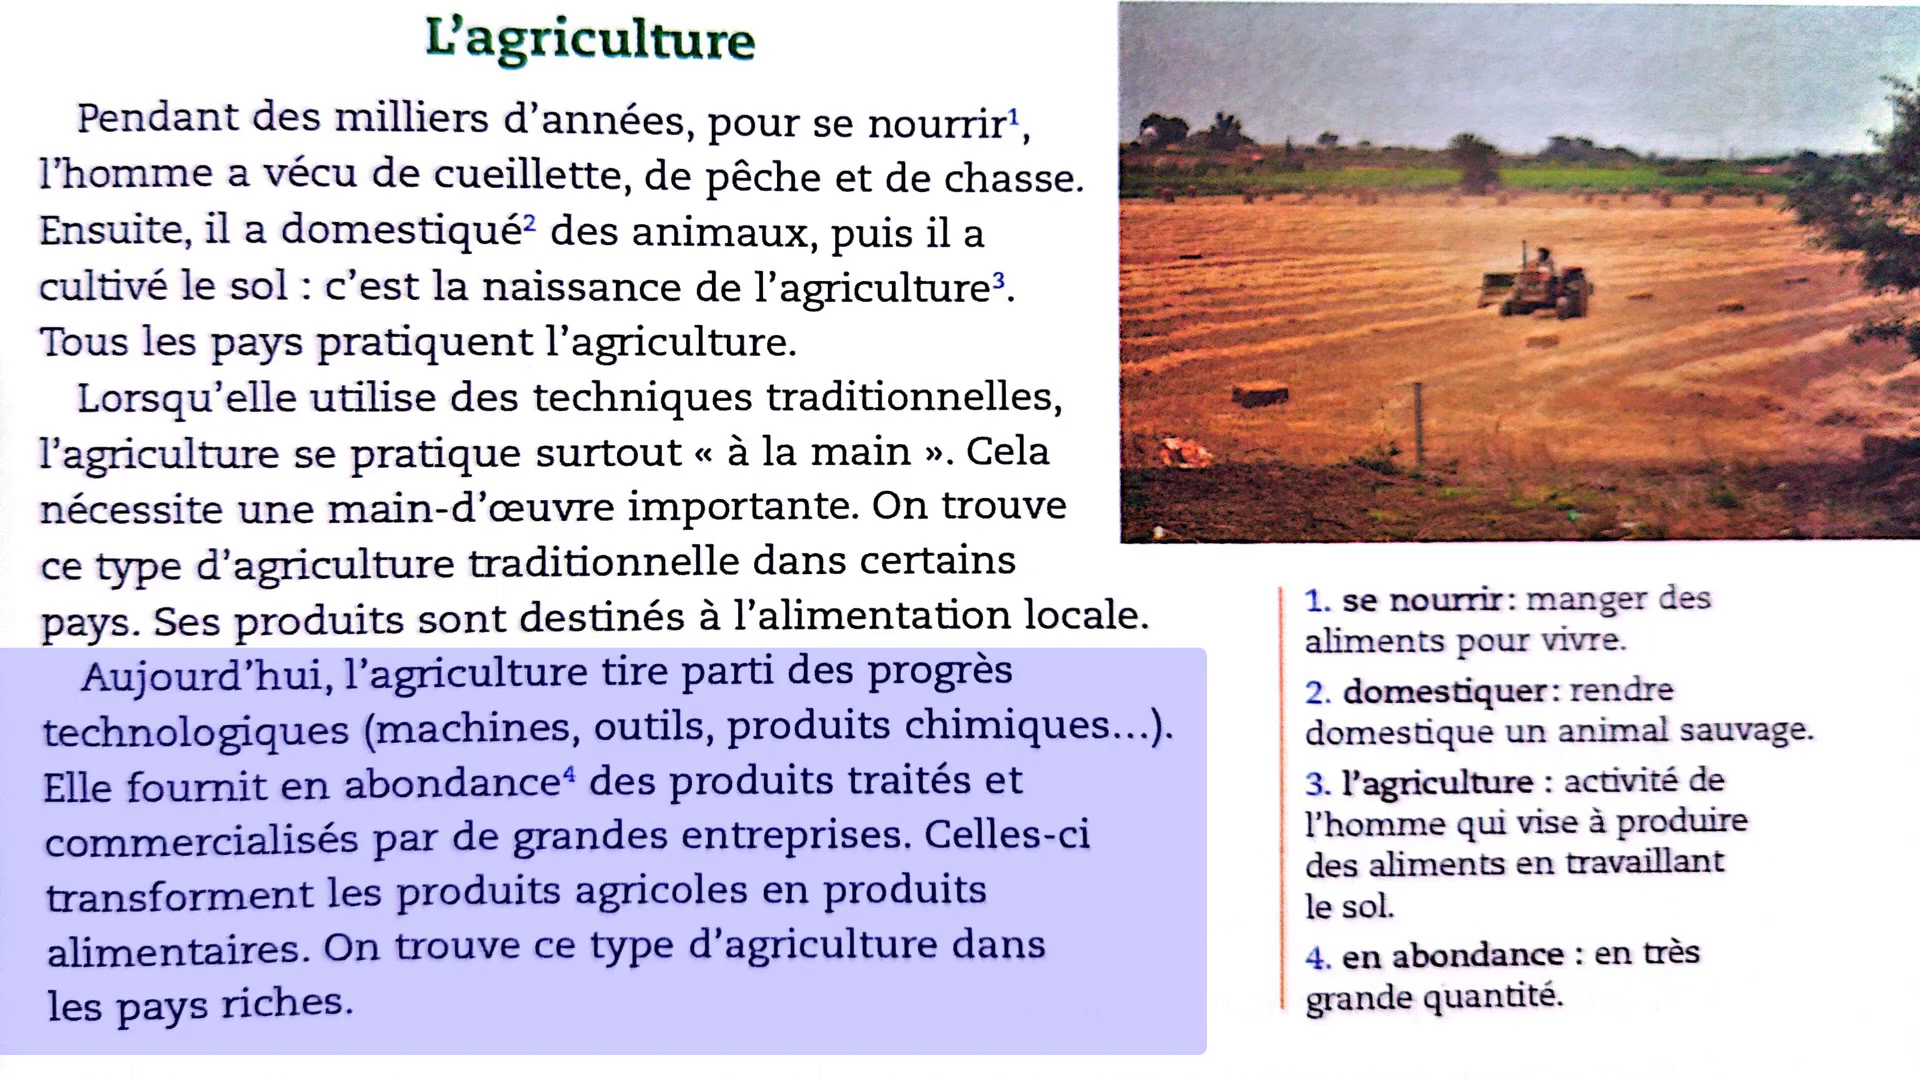 L'agriculture
Pendant des milliers d'années, pour se nourrir¹,
l'homme a vécu de cueillette, de pêche et de chasse.
Ensuite, il a domestiqué² des animaux, puis il a
cultivé le sol : c'est la naissance de l'agriculture³.
Tous les pays pratiquent l'agriculture.
Lorsqu'elle utilise des techniques traditionnelles,
l'agriculture se pratique surtout « à la main ». Cela
nécessite une main-d'œuvre importante. On trouve
ce type d'agriculture traditionnelle dans certains
pays. Ses produits sont destinés à l'alimentation locale.
Aujourd'hui, l'agriculture tire parti des progrès
technologiques (machines, outils, produits chimiques...).
Elle fournit en abondance⁴ des produits traités et
commercialisés par de grandes entreprises. Celles-ci
transforment les produits agricoles en produits
alimentaires. On trouve ce type d'agriculture dans
les pays riches.
1. se nourrir: manger des
aliments pour vivre.
2. domestiquer: rendre
domestique un animal sauvage.
3. l'agriculture : activité de
l'homme qui vise à produire
des aliments en travaillant
le sol.
4. en abondance : en très
grande quantité.